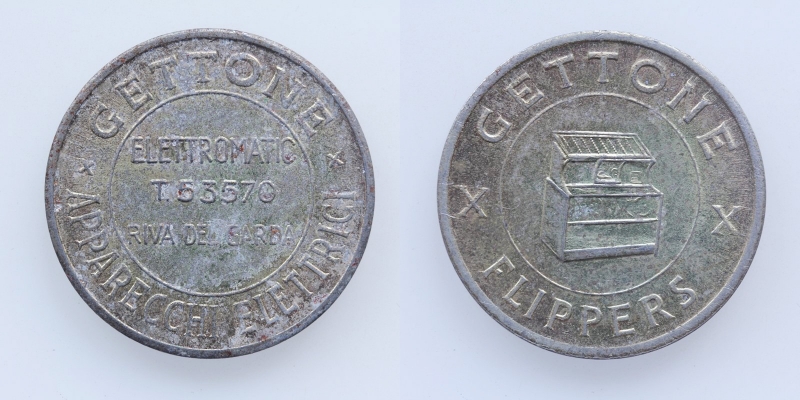 GETTONE
ELETTROMATIC
T. 53570
RIVA DEL GARDA
× APPARECCHI ELETTRICI ×
GETTONE
X FLIPPERS X